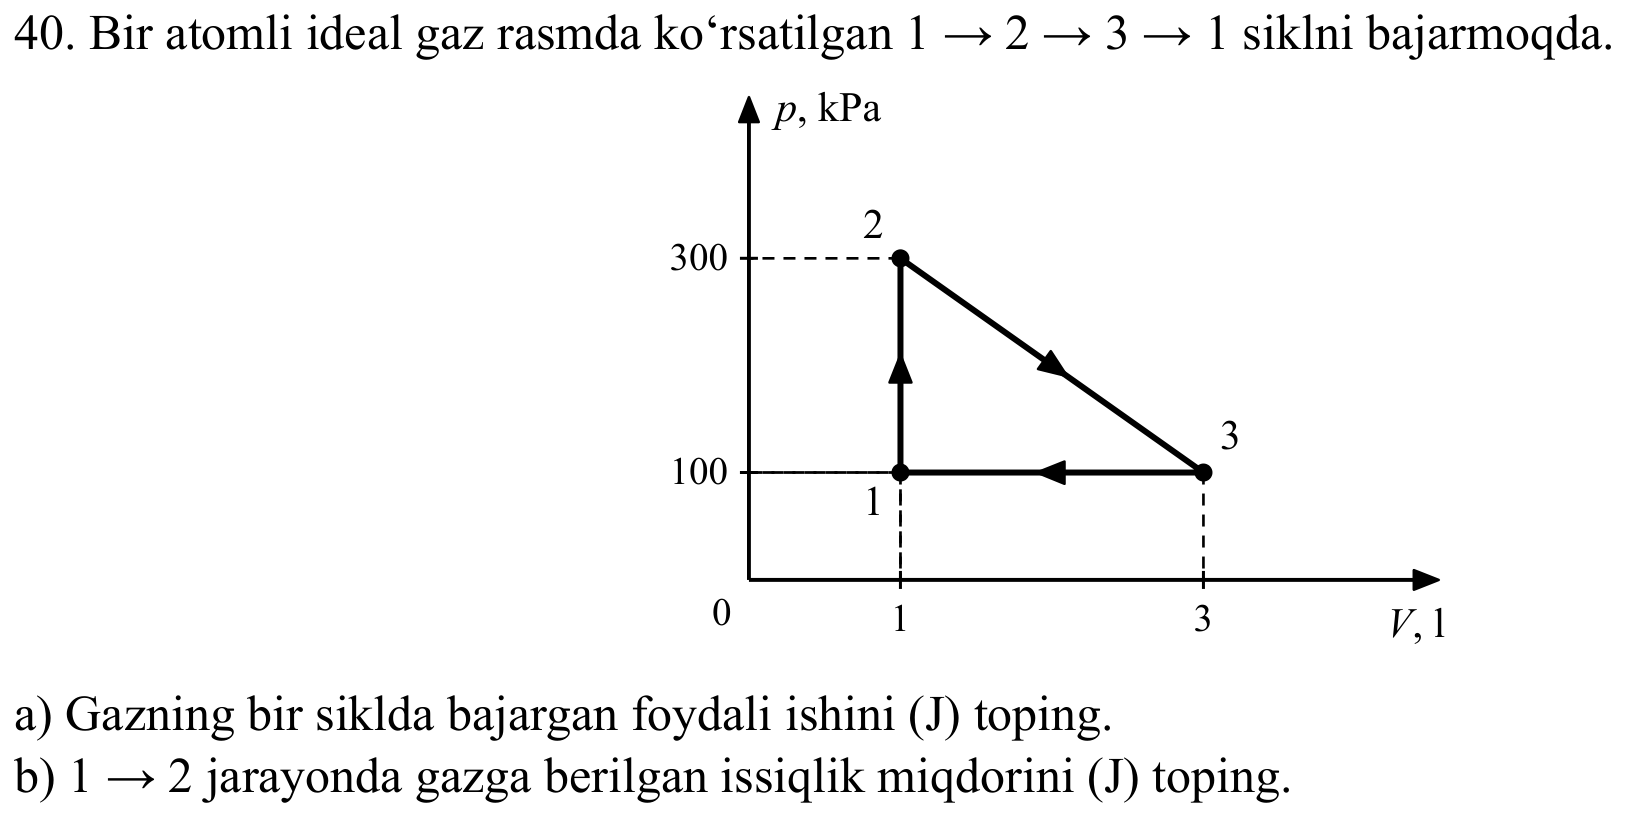 40. Bir atomli ideal gaz rasmda ko‘rsatilgan 1 → 2 → 3 → 1 siklni bajarmoqda.
p, kPa
2
300
3
100
1
0
1
3
V, l
a) Gazning bir siklda bajargan foydali ishini (J) toping.
b) 1 → 2 jarayonda gazga berilgan issiqlik miqdorini (J) toping.